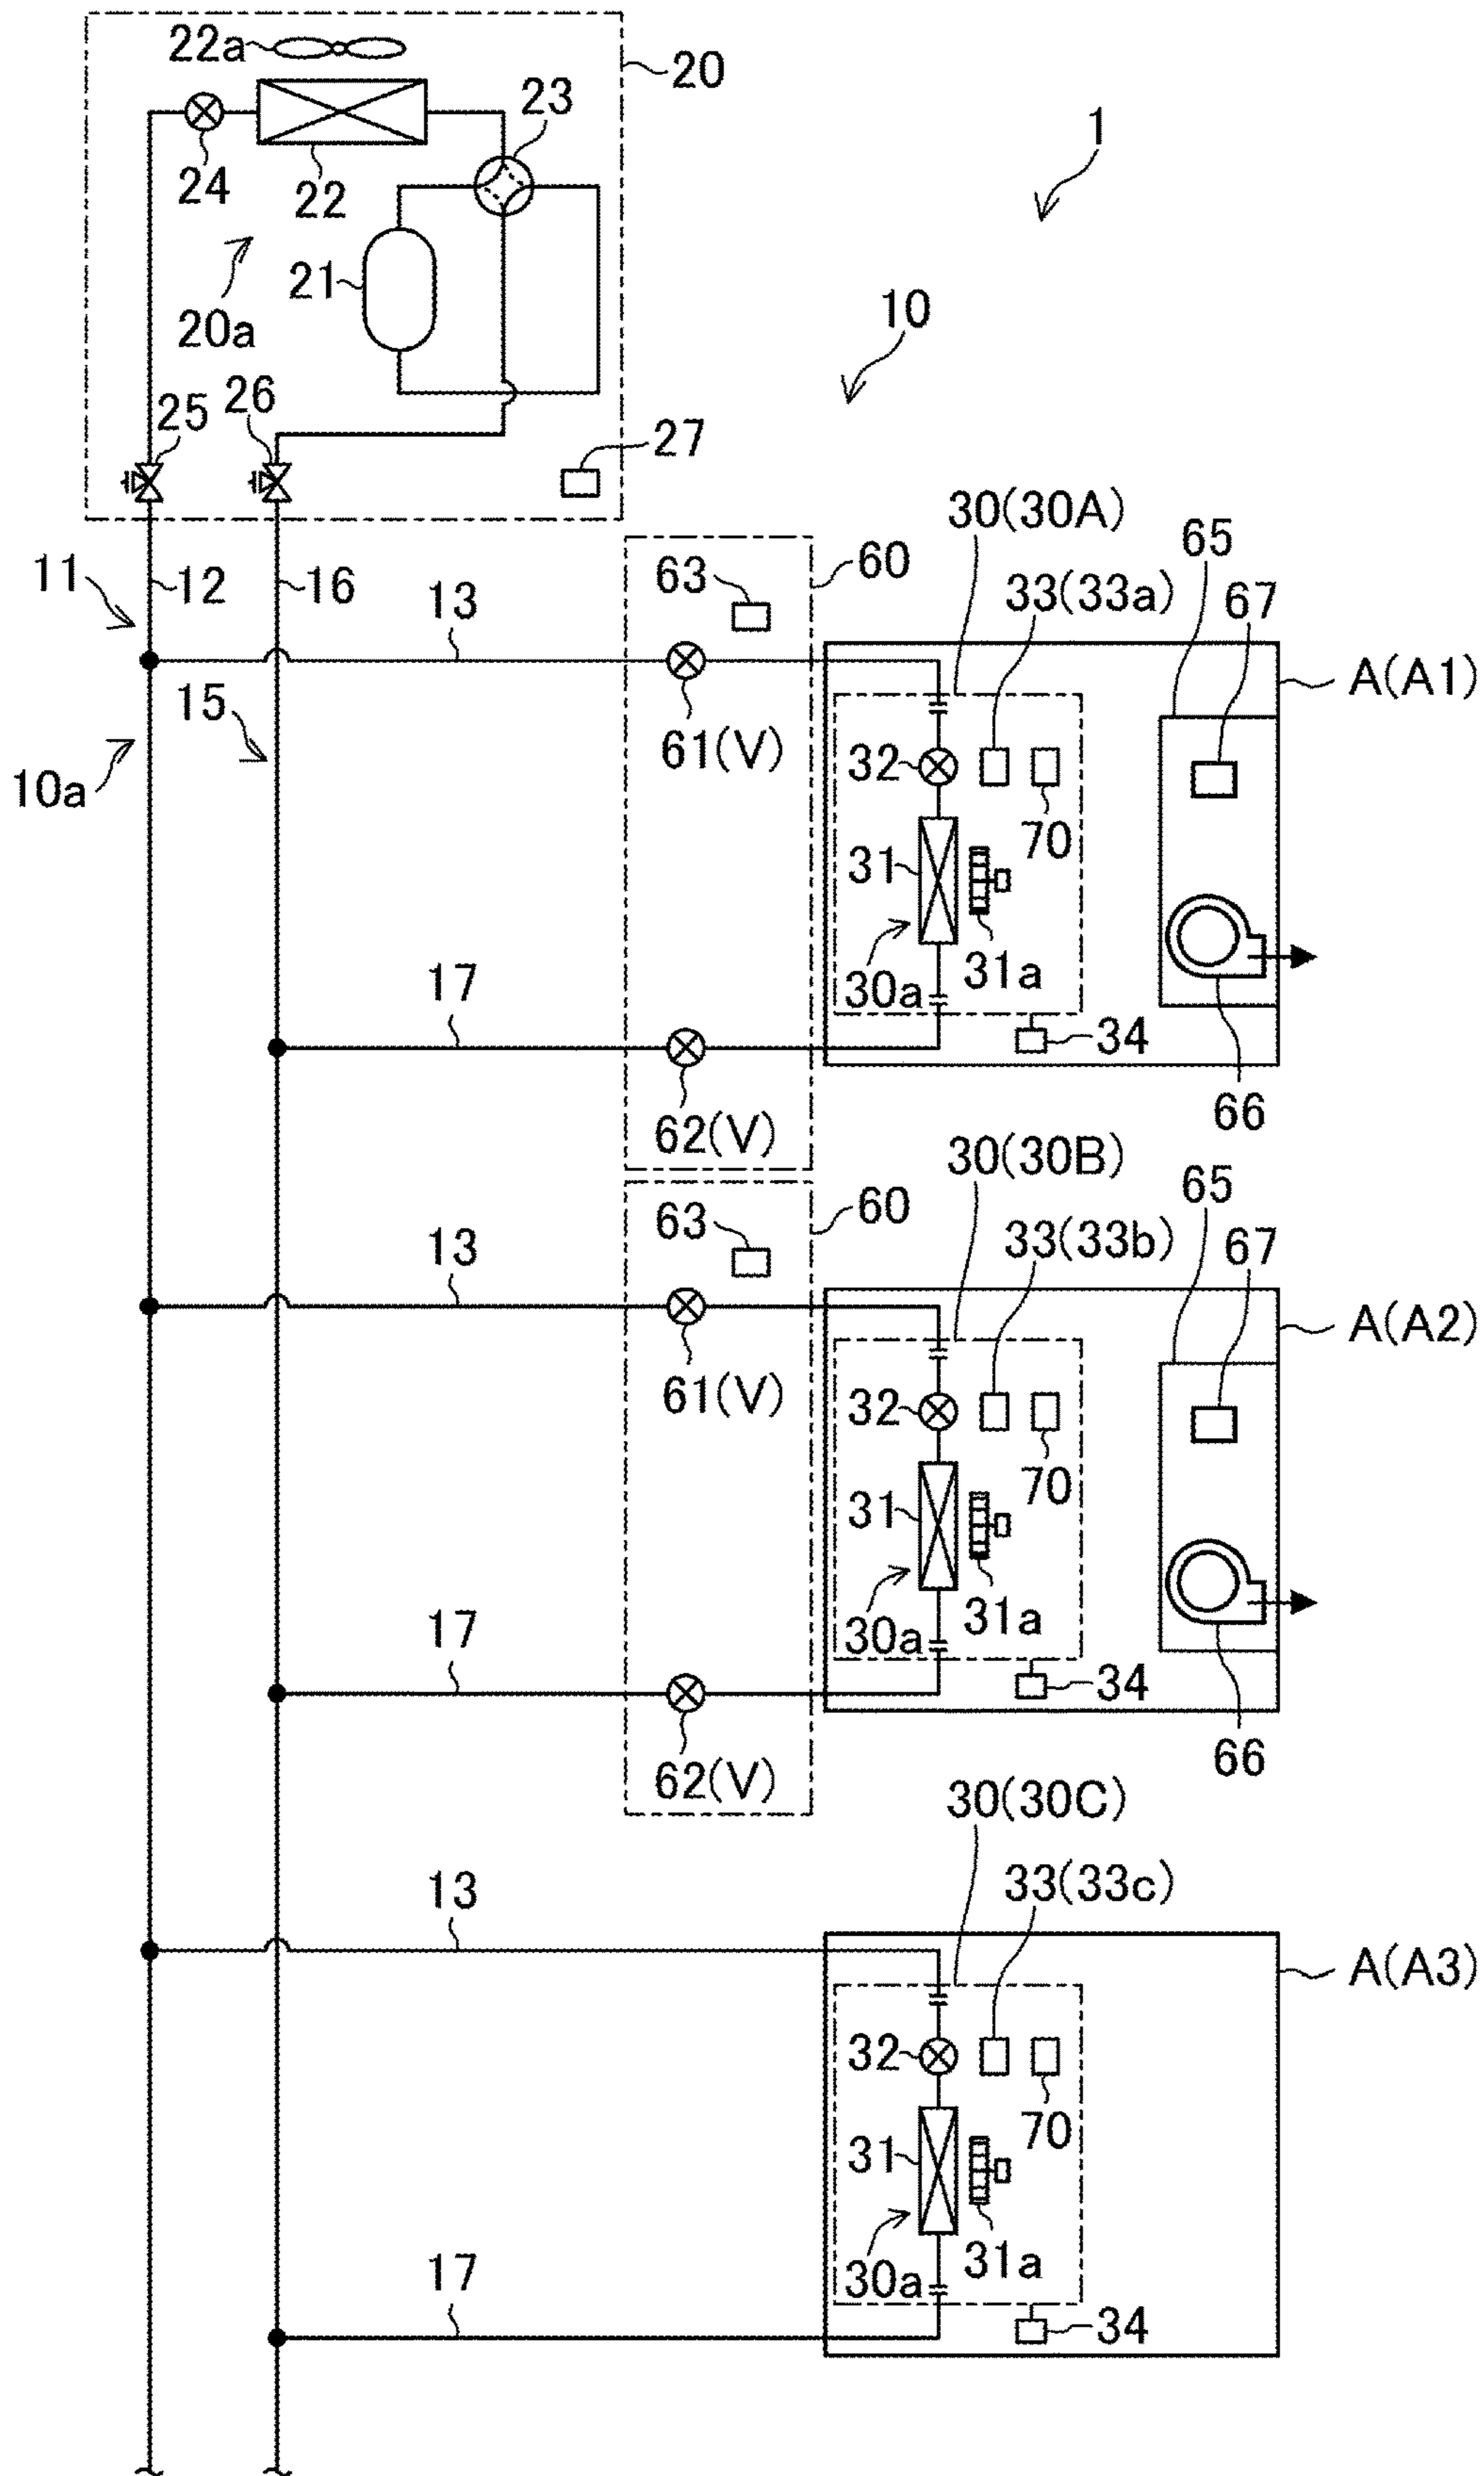 22a
20
23
1
24
22
21
20a
10
25
26
27
30(30A)
65
11
12
16
13
63
60
33(33a)
67
A(A1)
15
61(V)
32
10a
70
31
17
30a
31a
34
62(V)
66
30(30B)
65
13
63
60
33(33b)
67
A(A2)
61(V)
32
70
31
17
30a
31a
34
62(V)
66
30(30C)
13
33(33c)
A(A3)
32
70
31
17
30a
31a
34